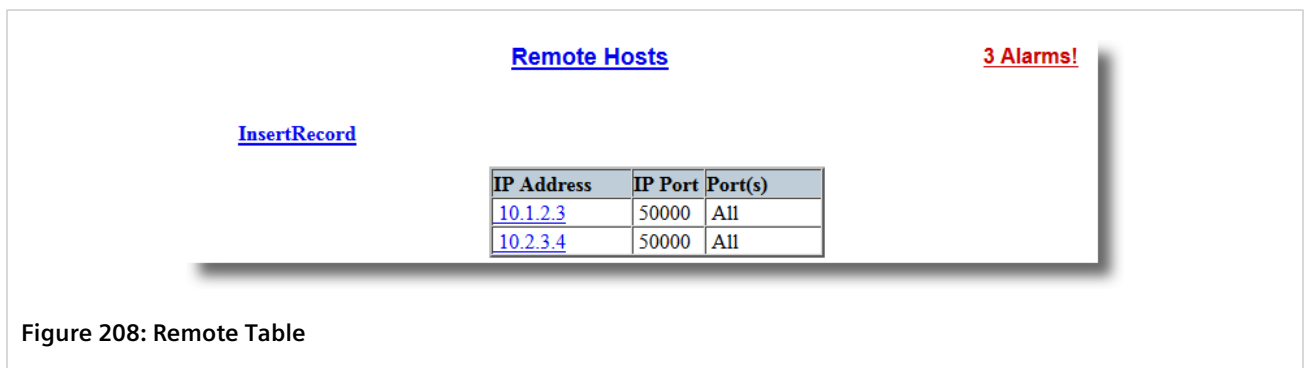 Remote Hosts 3 Alarms!
InsertRecord
IP Address IP Port Port(s)
10.1.2.3 50000 All
10.2.3.4 50000 All
Figure 208: Remote Table